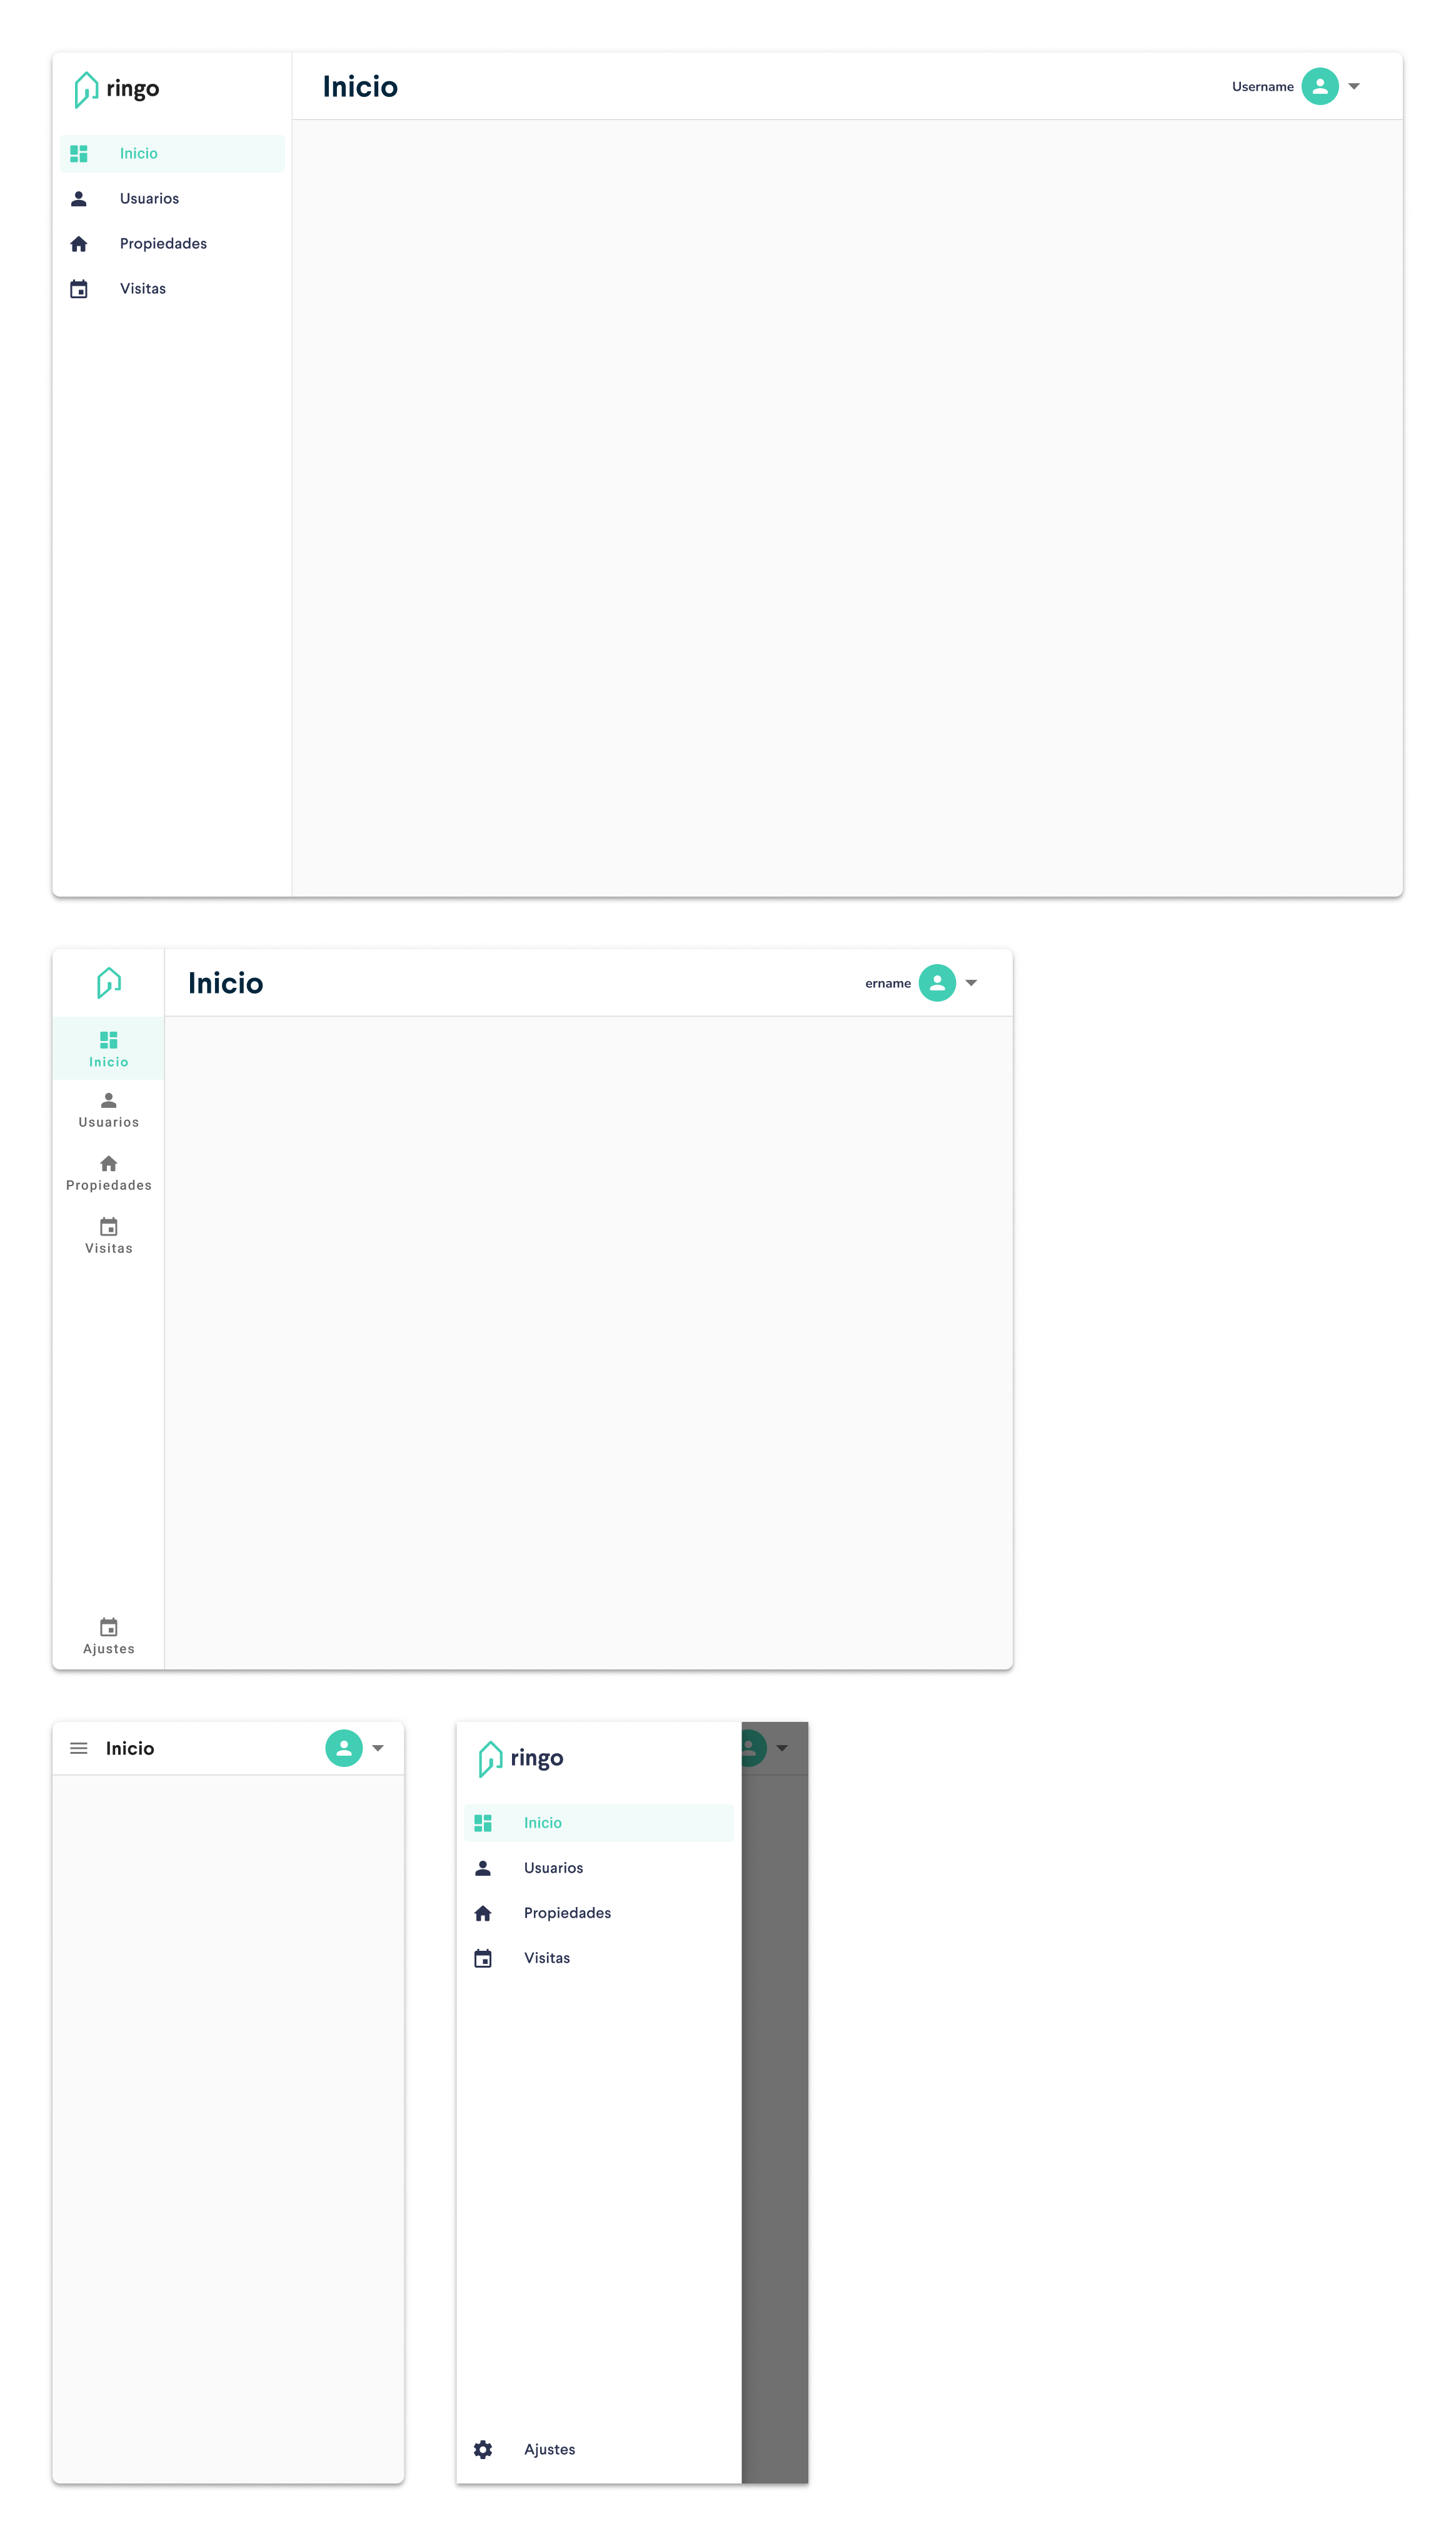 ringo
Inicio
Username
Inicio
Usuarios
Propiedades
Visitas
Inicio
ername
Inicio
Usuarios
Propiedades
Visitas
Ajustes
Inicio
ringo
Inicio
Usuarios
Propiedades
Visitas
Ajustes